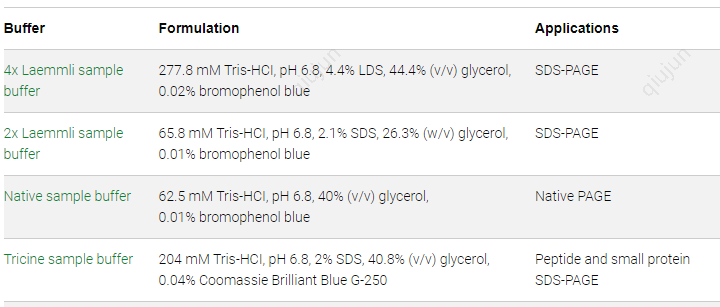 Buffer Formulation Applications
4x Laemmli sample 277.8 mM Tris-HCI, pH 6.8, 4.4% LDS, 44.4% (v/v) glycerol, SDS-PAGE
buffer 0.02% bromophenol blue
2x Laemmli sample 65.8 mM Tris-HCI, pH 6.8, 2.1% SDS, 26.3% (w/v) glycerol, SDS-PAGE
buffer 0.01% bromophenol blue
Native sample buffer 62.5 mM Tris-HCI, pH 6.8, 40% (v/v) glycerol, Native PAGE
0.01% bromophenol blue
Tricine sample buffer 204 mM Tris-HCI, pH 6.8, 2% SDS, 40.8% (v/v) glycerol, Peptide and small protein
0.04% Coomassie Brilliant Blue G-250 SDS-PAGE
qiujun
qiujun